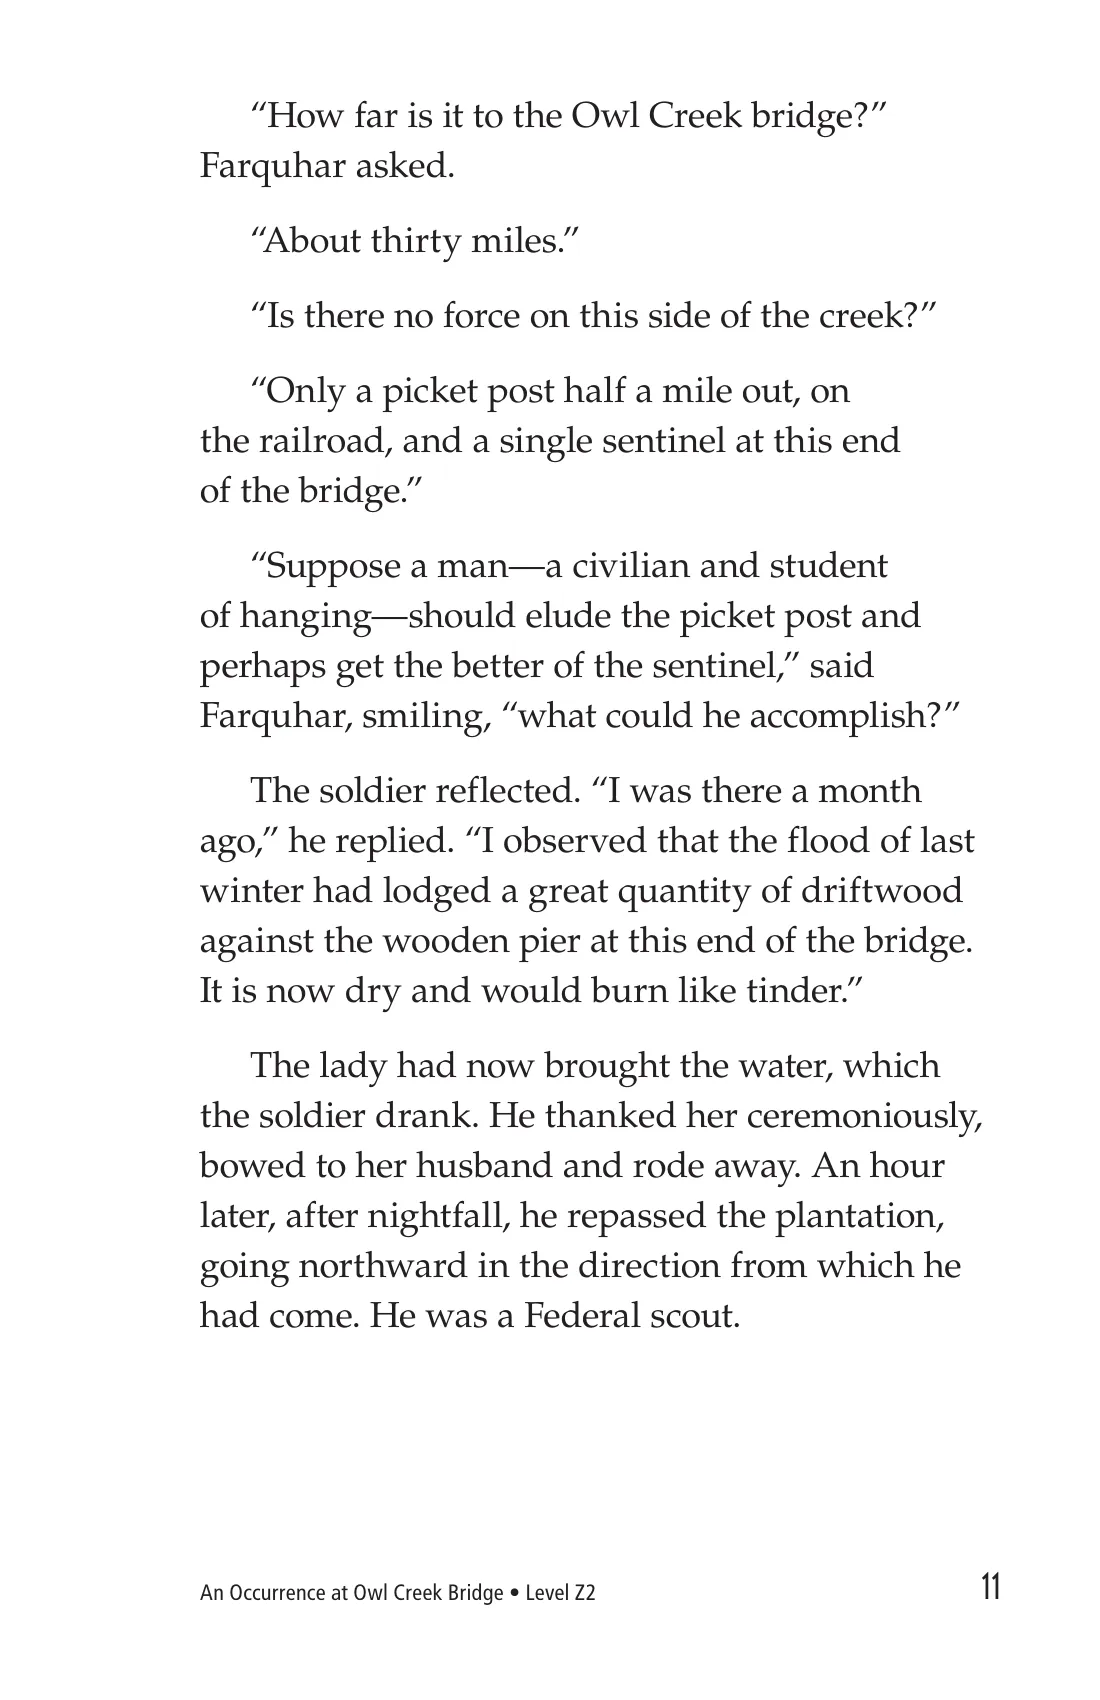 “How far is it to the Owl Creek bridge?”
Farquhar asked.
“About thirty miles.”
“Is there no force on this side of the creek?”
“Only a picket post half a mile out, on
the railroad, and a single sentinel at this end
of the bridge.”
“Suppose a man—a civilian and student
of hanging—should elude the picket post and
perhaps get the better of the sentinel,” said
Farquhar, smiling, “what could he accomplish?”
The soldier reflected. “I was there a month
ago,” he replied. “I observed that the flood of last
winter had lodged a great quantity of driftwood
against the wooden pier at this end of the bridge.
It is now dry and would burn like tinder.”
The lady had now brought the water, which
the soldier drank. He thanked her ceremoniously,
bowed to her husband and rode away. An hour
later, after nightfall, he repassed the plantation,
going northward in the direction from which he
had come. He was a Federal scout.
An Occurrence at Owl Creek Bridge • Level Z2
11